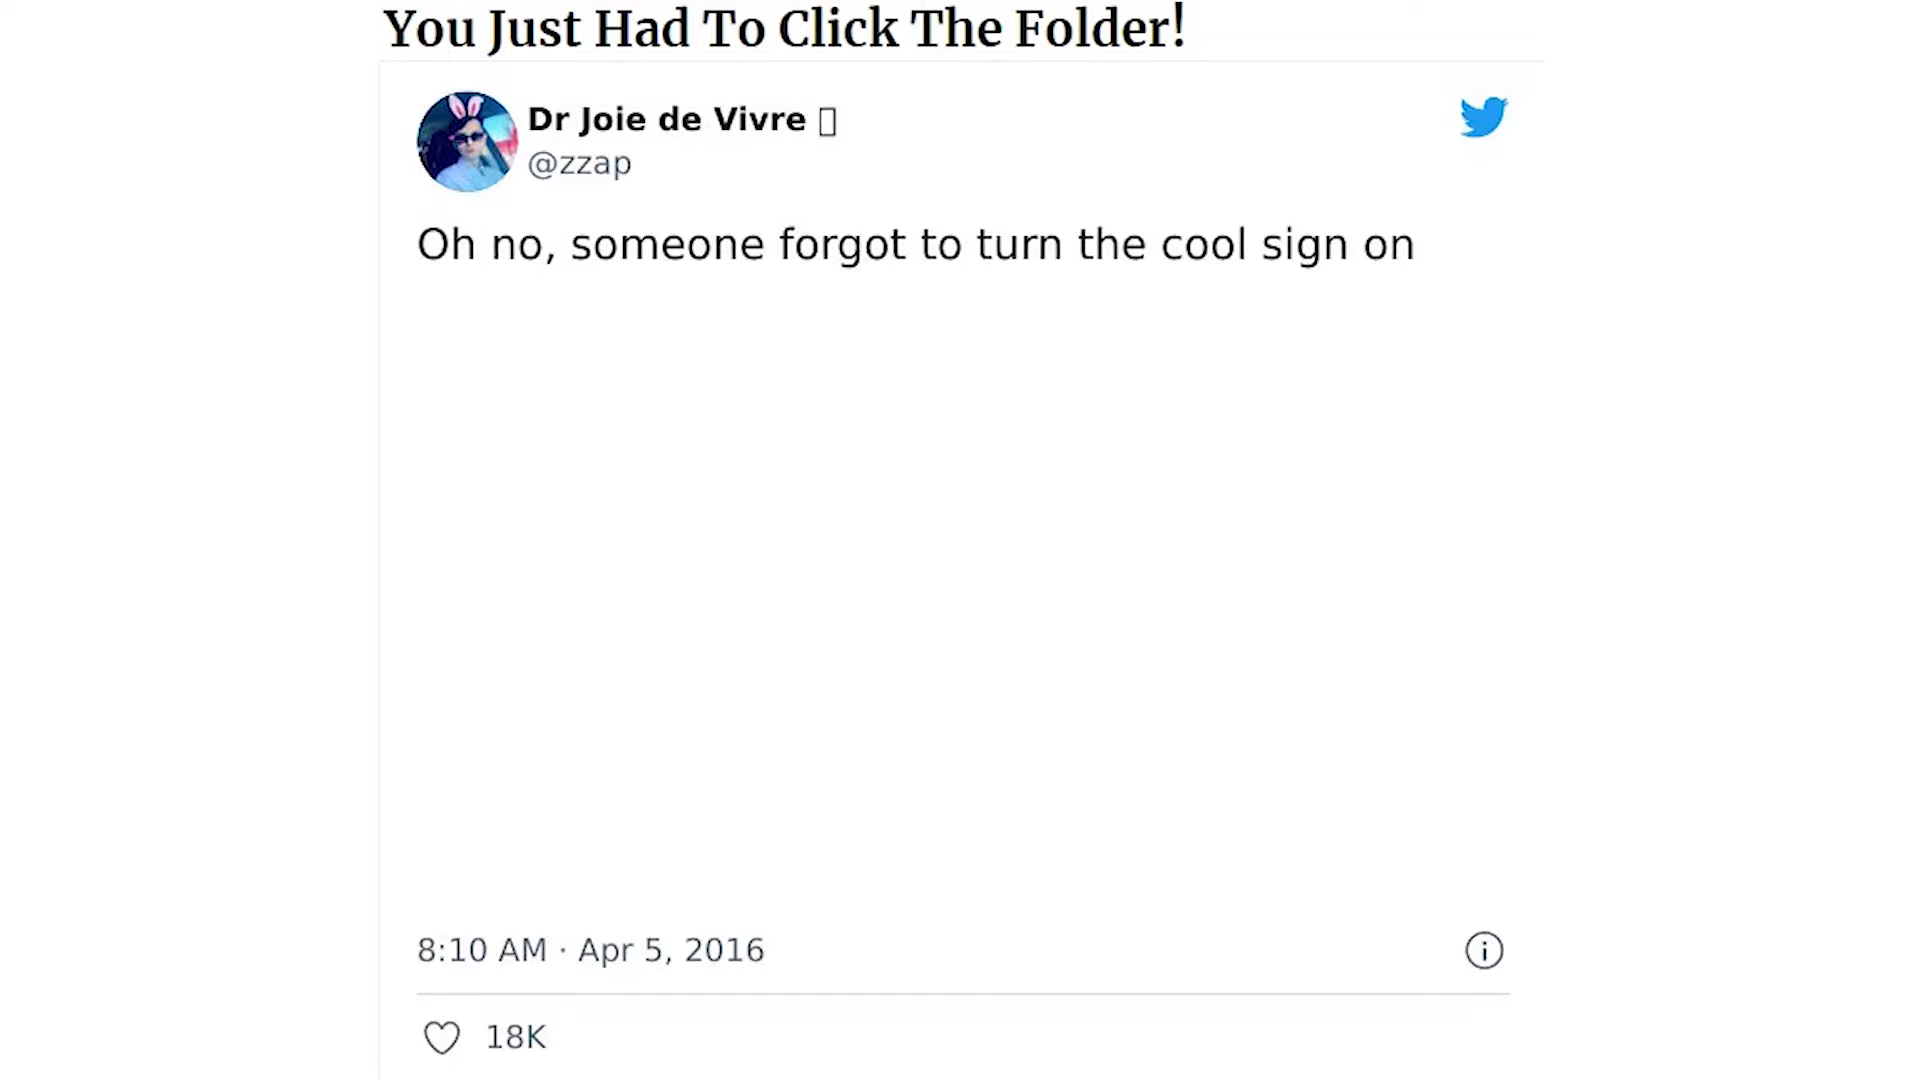 You Just Had To Click The Folder!
Dr Joie de Vivre
@zzap
Oh no, someone forgot to turn the cool sign on
8:10 AM · Apr 5, 2016
18K